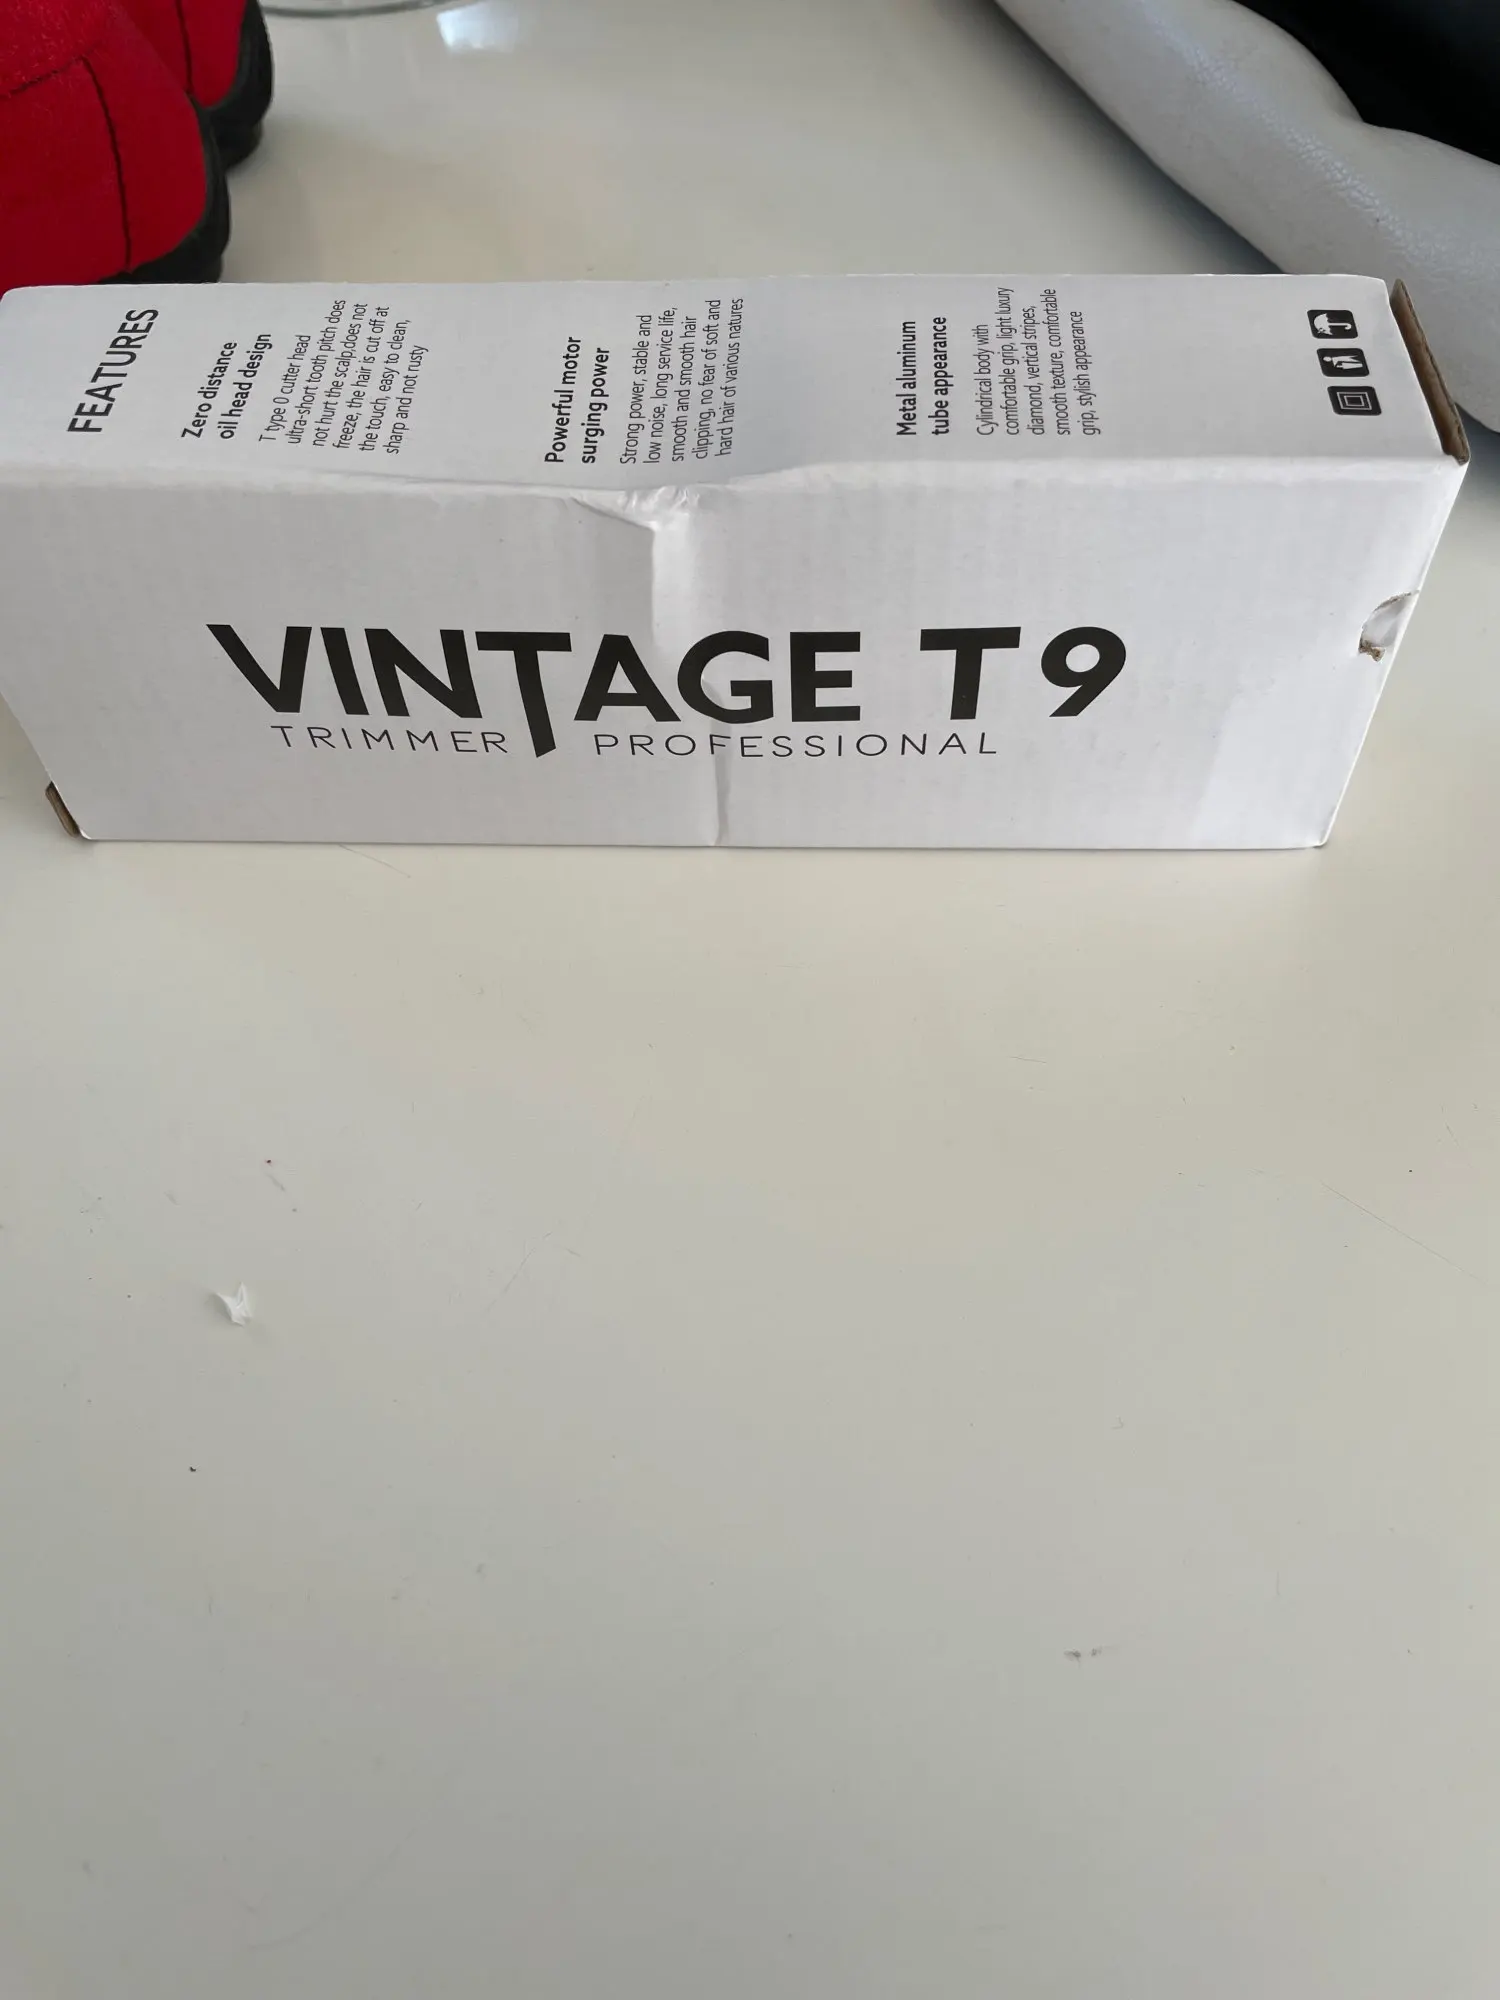 FEATURES
Zero distance
oil head design
T type 0 cutter head
ultra-short tooth pitch does
not hurt the scalp,does not
freeze, the hair is cut off at
the touch, easy to clean,
sharp and not rusty
Powerful motor
surging power
Strong power, stable and
low noise, long service life,
smooth and smooth hair
clipping, no fear of soft and
hard hair of various natures
Metal aluminum
tube appearance
Cylindrical body with
comfortable grip, light luxury
diamond, vertical stripes,
smooth texture, comfortable
grip, stylish appearance
VINTAGE T9
TRIMMER PROFESSIONAL